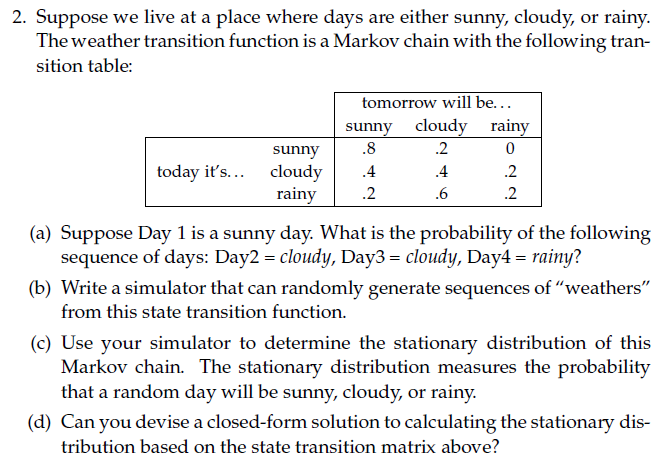 2. Suppose we live at a place where days are either sunny, cloudy, or rainy.
The weather transition function is a Markov chain with the following tran-
sition table:
tomorrow will be...
sunny cloudy rainy
sunny .8 .2 0
today it's... cloudy .4 .4 .2
rainy .2 .6 .2
(a) Suppose Day 1 is a sunny day. What is the probability of the following
sequence of days: Day2 = cloudy, Day3 = cloudy, Day4 = rainy?
(b) Write a simulator that can randomly generate sequences of “weathers”
from this state transition function.
(c) Use your simulator to determine the stationary distribution of this
Markov chain. The stationary distribution measures the probability
that a random day will be sunny, cloudy, or rainy.
(d) Can you devise a closed-form solution to calculating the stationary dis-
tribution based on the state transition matrix above?